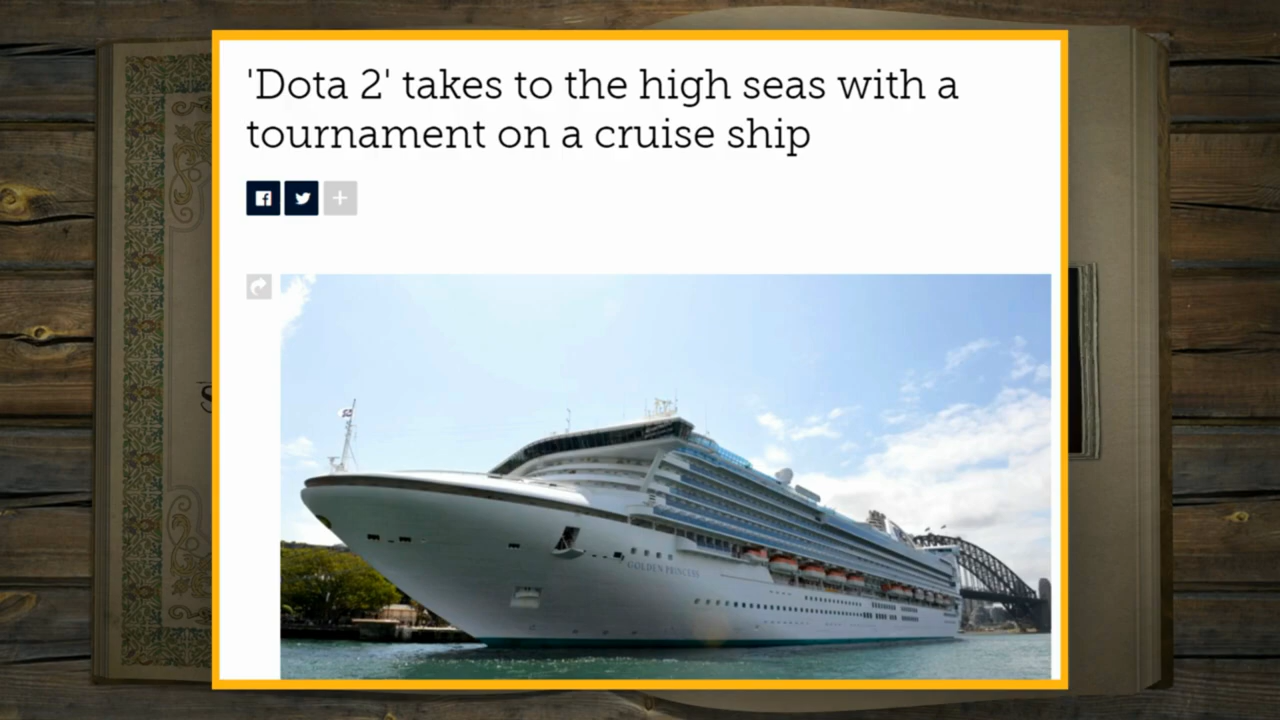 'Dota 2' takes to the high seas with a
tournament on a cruise ship
GOLDEN PRINCESS